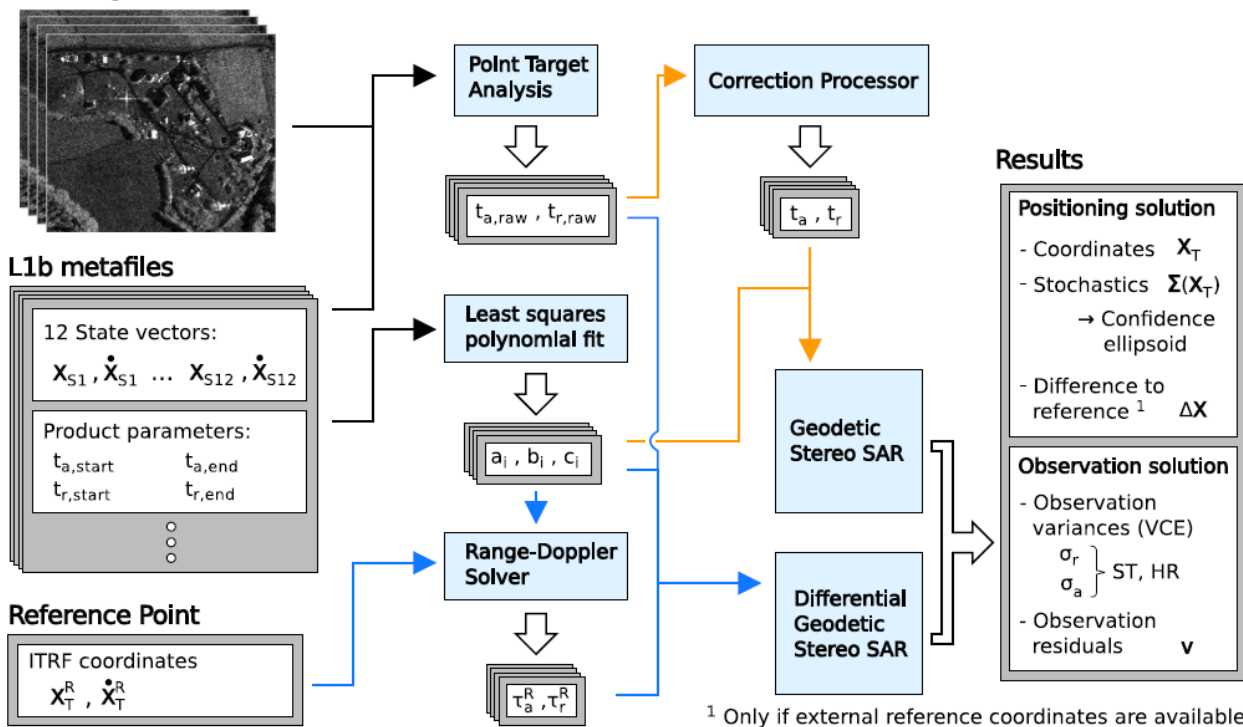 Point Target
Analysis
t_a,raw , t_r,raw
Correction Processor
t_a , t_r
L1b metafiles
12 State vectors:
X_S1 , Ẋ_S1 ... X_S12 , Ẋ_S12
Product parameters:
t_a,start t_a,end
t_r,start t_r,end
Least squares
polynomlal fit
a_i , b_i , c_i
Range-Doppler
Solver
τ_a^R ,τ_r^R
Reference Point
ITRF coordinates
X_T^R , Ẋ_T^R
Geodetic
Stereo SAR
Differential
Geodetic
Stereo SAR
Results
Positioning solution
- Coordinates X_T
- Stochastics Σ(X_T)
→ Confidence
ellipsoid
- Difference to
reference ¹ ΔX
Observation solution
- Observation
variances (VCE)
σ_r
σ_a } ST, HR
- Observation
residuals v
¹ Only if external reference coordinates are available